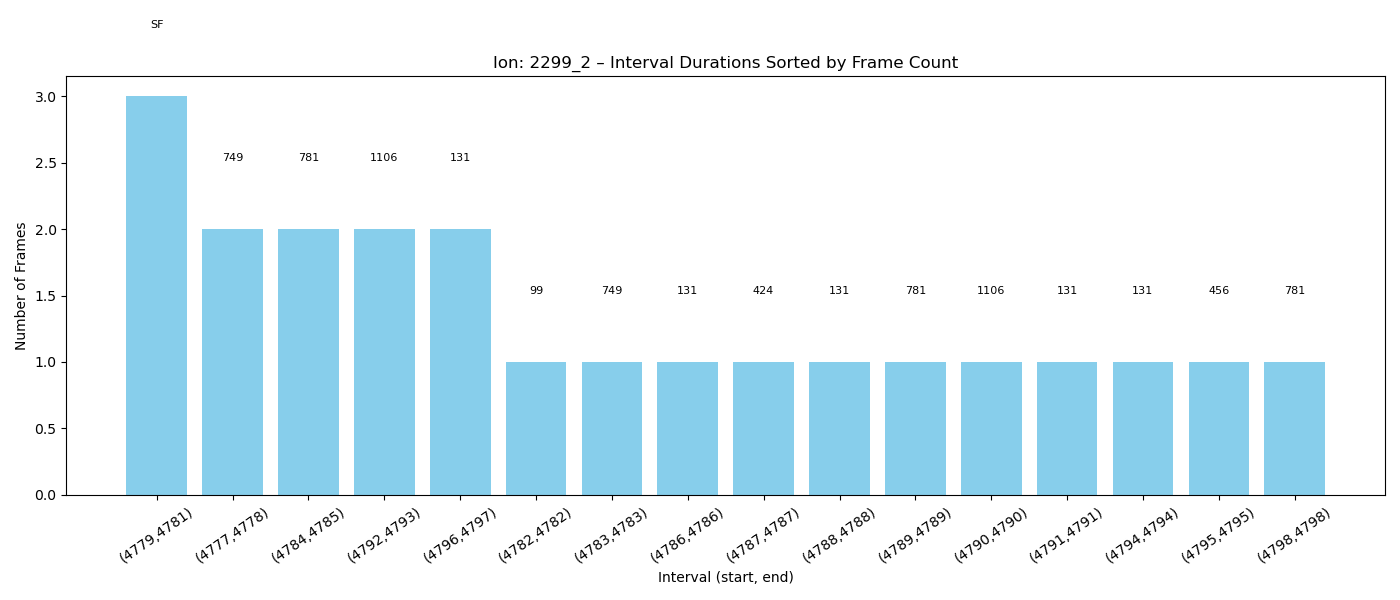 SF
Ion: 2299_2 – Interval Durations Sorted by Frame Count
3.0
2.5
2.0
1.5
1.0
0.5
0.0
Number of Frames
749 781 1106 131
99 749 131 424 131 781 1106 131 131 456 781
(4779,4781) (4777,4778) (4784,4785) (4792,4793) (4796,4797) (4782,4782) (4783,4783) (4786,4786) (4787,4787) (4788,4788) (4789,4789) (4790,4790) (4791,4791) (4794,4794) (4795,4795) (4798,4798)
Interval (start, end)